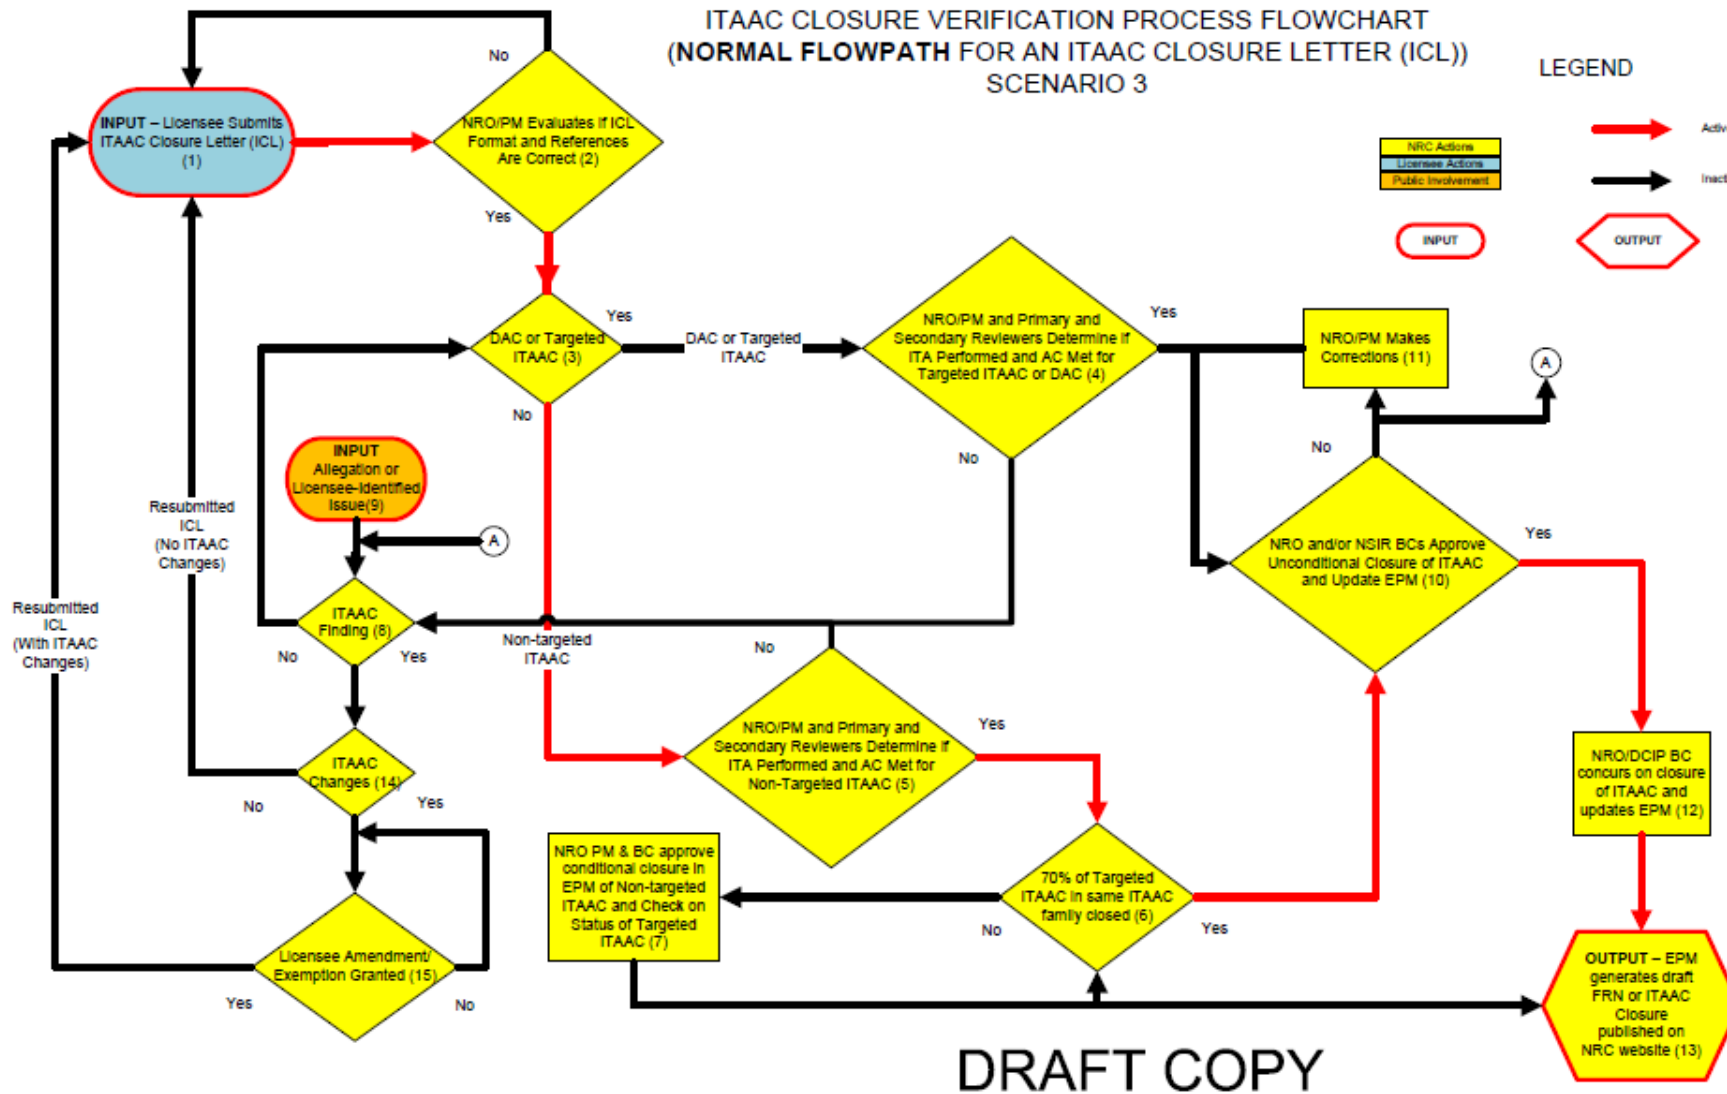 ITAAC CLOSURE VERIFICATION PROCESS FLOWCHART
(NORMAL FLOWPATH FOR AN ITAAC CLOSURE LETTER (ICL))
SCENARIO 3
LEGEND
NRC Actions
Licensee Actions
Public Involvement
INPUT
OUTPUT
No
INPUT – Licensee Submits
ITAAC Closure Letter (ICL)
(1)
NRO/PM Evaluates if ICL
Format and References
Are Correct (2)
Yes
DAC or Targeted
ITAAC (3)
Yes
DAC or Targeted
ITAAC
No
NRO/PM and Primary and
Secondary Reviewers Determine if
ITA Performed and AC Met for
Targeted ITAAC or DAC (4)
Yes
No
NRO/PM Makes
Corrections (11)
A
No
INPUT
Allegation or
Licensee-Identified
Issue(9)
A
Resubmitted
ICL
(No ITAAC
Changes)
Resubmitted
ICL
(With ITAAC
Changes)
NRO and/or NSIR BCs Approve
Unconditional Closure of ITAAC
and Update EPM (10)
Yes
ITAAC
Finding (8)
No
Yes
Non-targeted
ITAAC
No
NRO/PM and Primary and
Secondary Reviewers Determine if
ITA Performed and AC Met for
Non-Targeted ITAAC (5)
Yes
ITAAC
Changes (14)
No
Yes
NRO/DCIP BC
concurs on closure
of ITAAC and
updates EPM (12)
NRO PM & BC approve
conditional closure in
EPM of Non-targeted
ITAAC and Check on
Status of Targeted
ITAAC (7)
70% of Targeted
ITAAC in same ITAAC
family closed (6)
No
Yes
Licensee Amendment/
Exemption Granted (15)
Yes
No
OUTPUT – EPM
generates draft
FRN or ITAAC
Closure
published on
NRC website (13)
DRAFT COPY